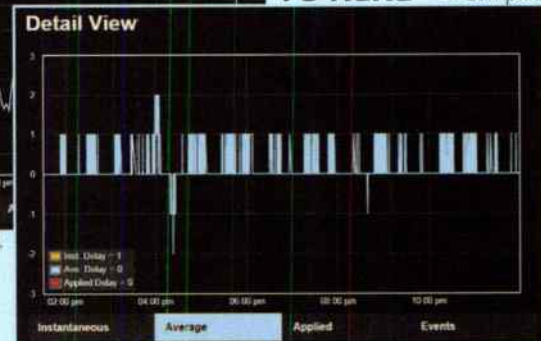 Detail View
3
2
1
0
-1
-2
-3
Inst. Delay = 1
Ave. Delay = 0
Applied Delay = 9
02:00 pm 04:00 pm 06:00 pm 08:00 pm 10:00 pm
Instantaneous Average Applied Events